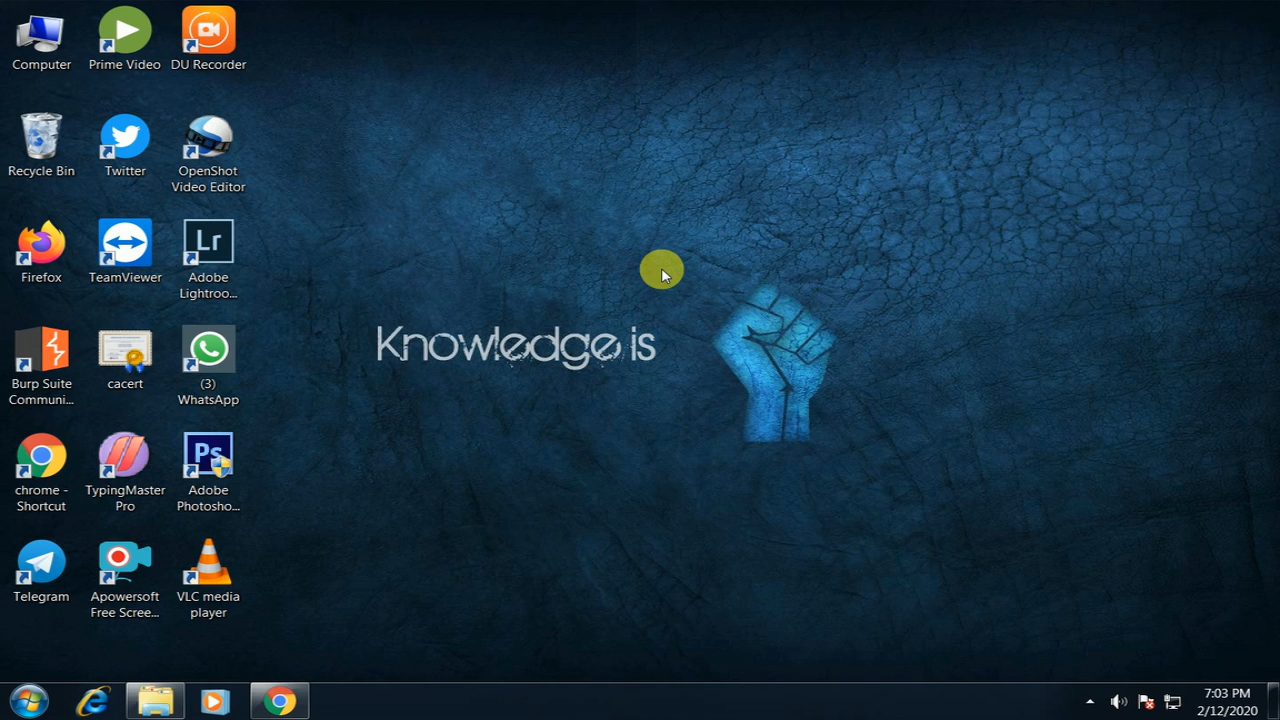 Computer
Prime Video
DU Recorder
Recycle Bin
Twitter
OpenShot
Video Editor
Firefox
TeamViewer
Lr
Adobe
Lightroo...
Burp Suite
Communi...
cacert
(3)
WhatsApp
chrome -
Shortcut
TypingMaster
Pro
Ps
Adobe
Photosho...
Telegram
Apowersoft
Free Scree...
VLC media
player
Knowledge is
7:03 PM
2/12/2020